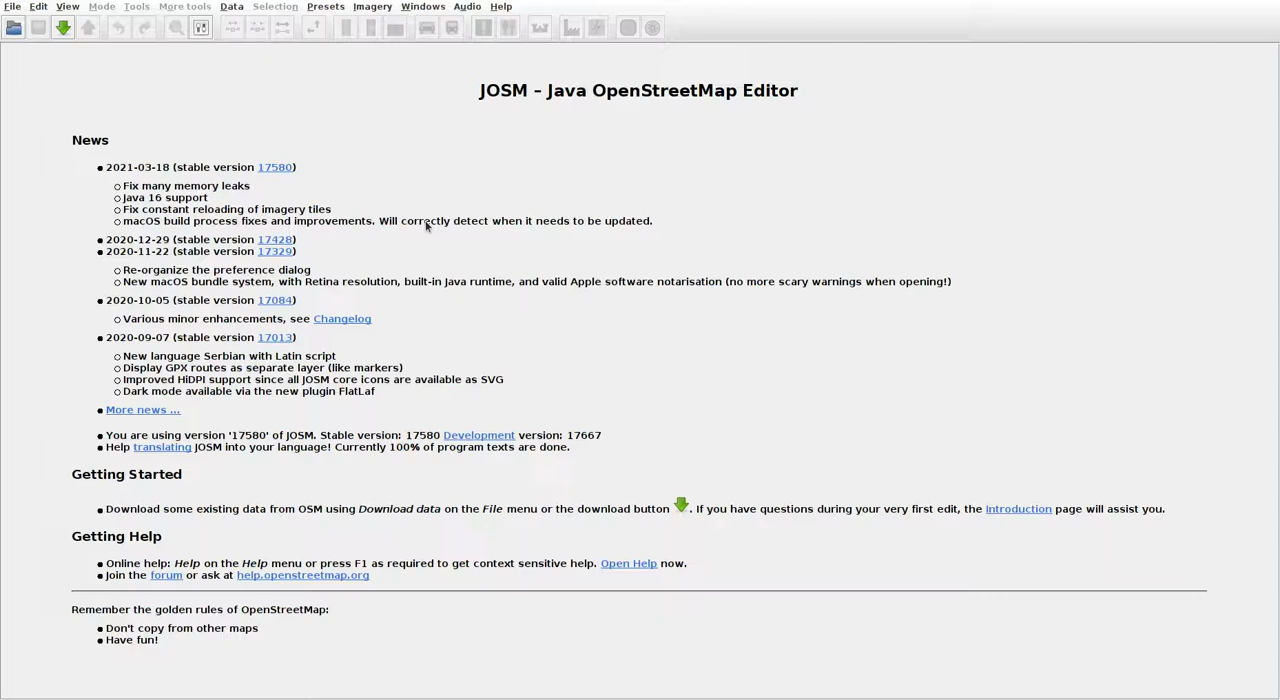 File Edit View Mode Tools More tools Data Selection Presets Imagery Windows Audio Help
JOSM – Java OpenStreetMap Editor
News
2021-03-18 (stable version 17580)
Fix many memory leaks
Java 16 support
Fix constant reloading of imagery tiles
macOS build process fixes and improvements. Will correctly detect when it needs to be updated.
2020-12-29 (stable version 17428)
2020-11-22 (stable version 17329)
Re-organize the preference dialog
New macOS bundle system, with Retina resolution, built-in Java runtime, and valid Apple software notarisation (no more scary warnings when opening!)
2020-10-05 (stable version 17084)
Various minor enhancements, see Changelog
2020-09-07 (stable version 17013)
New language Serbian with Latin script
Display GPX routes as separate layer (like markers)
Improved HiDPI support since all JOSM core icons are available as SVG
Dark mode available via the new plugin FlatLaf
More news ...
You are using version '17580' of JOSM. Stable version: 17580 Development version: 17667
Help translating JOSM into your language! Currently 100% of program texts are done.
Getting Started
Download some existing data from OSM using Download data on the File menu or the download button . If you have questions during your very first edit, the Introduction page will assist you.
Getting Help
Online help: Help on the Help menu or press F1 as required to get context sensitive help. Open Help now.
Join the forum or ask at help.openstreetmap.org
Remember the golden rules of OpenStreetMap:
Don't copy from other maps
Have fun!